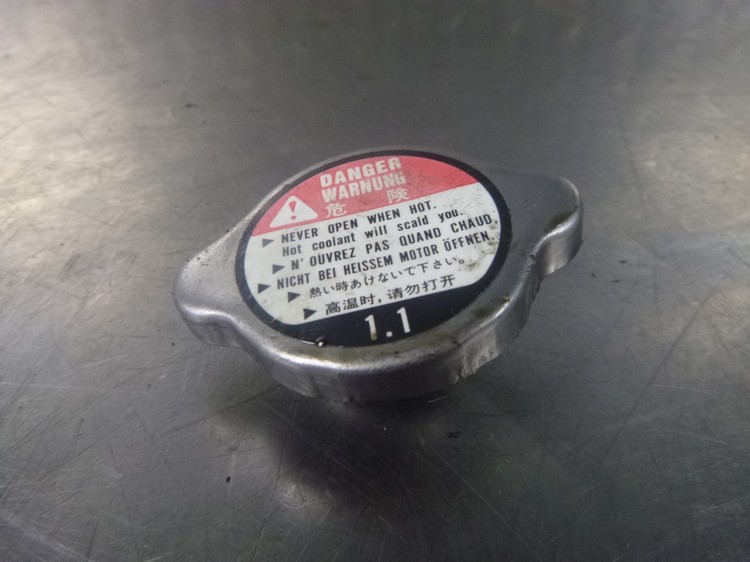 DANGER
WARNUNG
危 険
▶ NEVER OPEN WHEN HOT.
Hot coolant will scald you.
▶ N' OUVREZ PAS QUAND CHAUD.
▶ NICHT BEI HEISSEM MOTOR ÖFFNEN.
▶ 熱い時あけないで下さい。
▶ 高温时,请勿打开
1.1